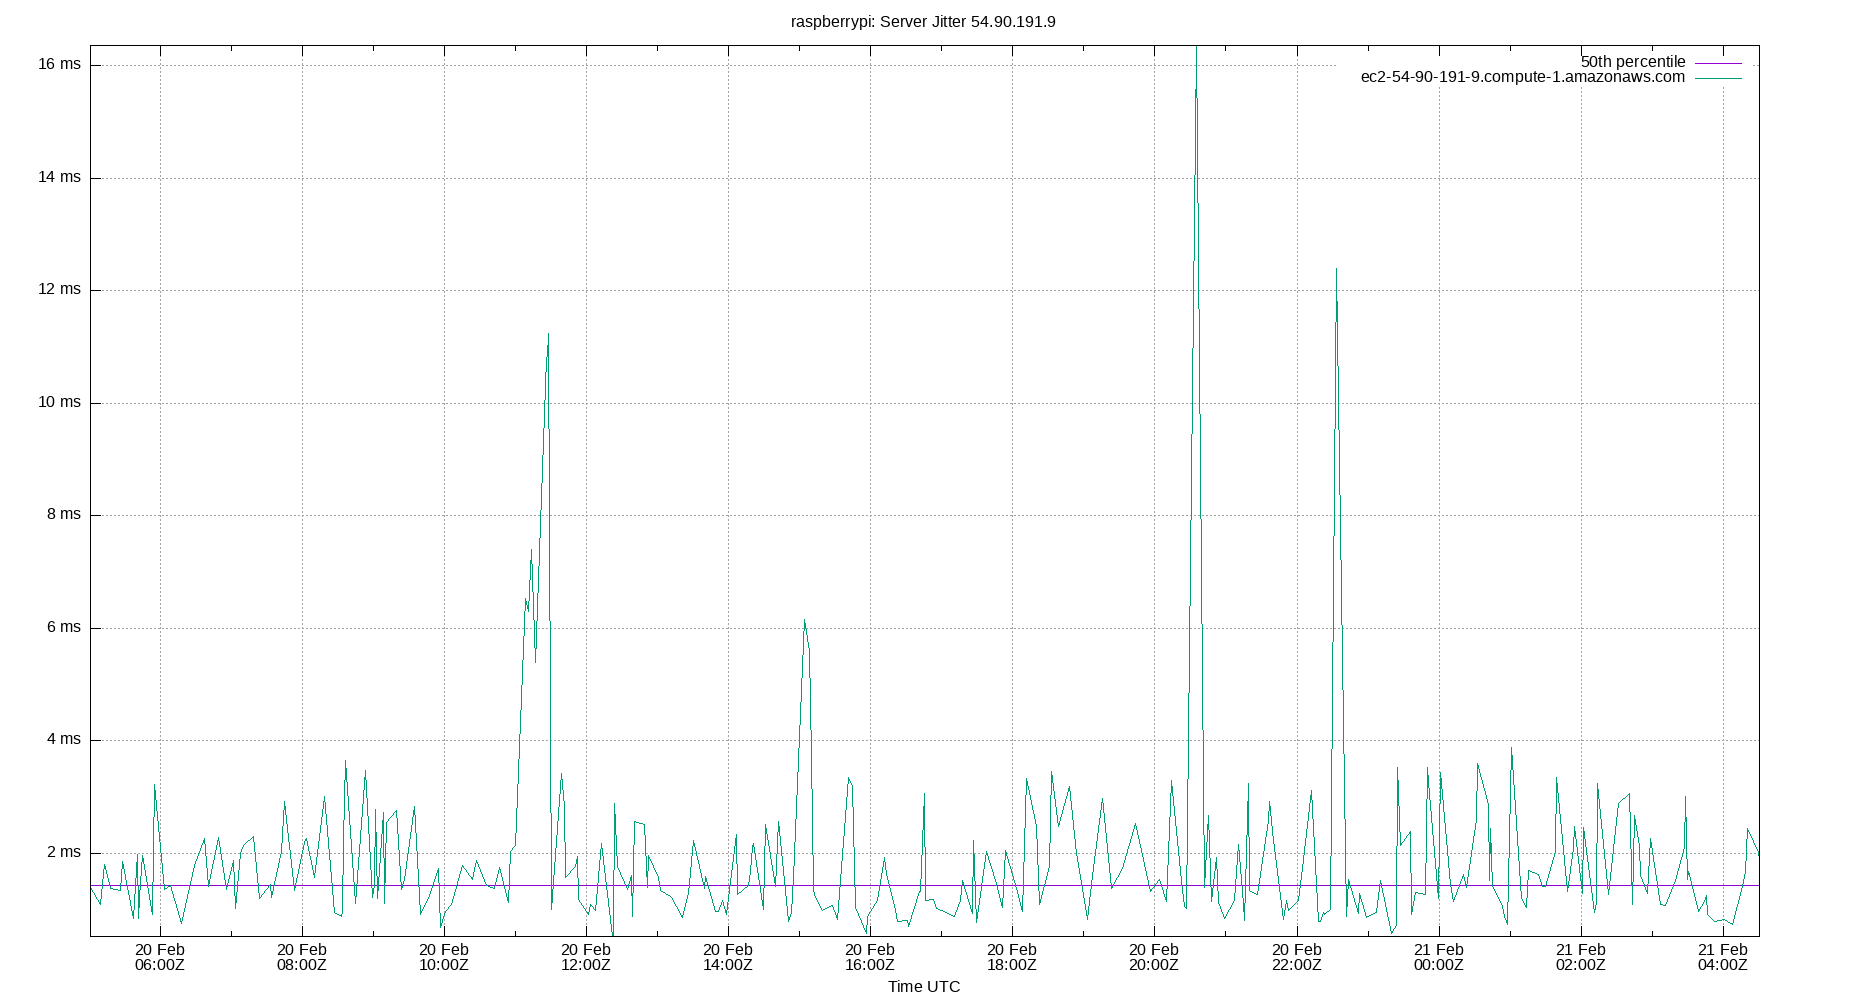 raspberrypi: Server Jitter 54.90.191.9
50th percentile
ec2-54-90-191-9.compute-1.amazonaws.com
16 ms
14 ms
12 ms
10 ms
8 ms
6 ms
4 ms
2 ms
20 Feb 20 Feb 20 Feb 20 Feb 20 Feb 20 Feb 20 Feb 20 Feb 20 Feb 21 Feb 21 Feb 21 Feb
06:00Z 08:00Z 10:00Z 12:00Z 14:00Z 16:00Z 18:00Z 20:00Z 22:00Z 00:00Z 02:00Z 04:00Z
Time UTC